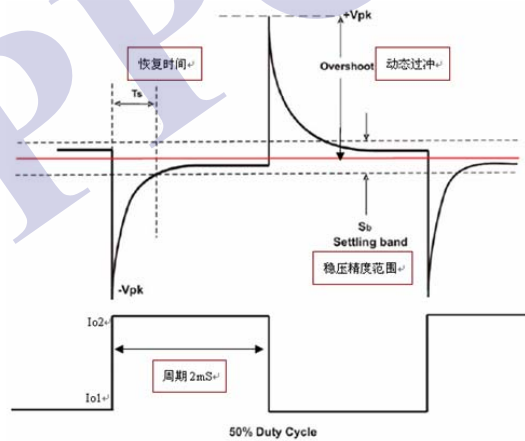 +Vpk
恢复时间
Overshoot
动态过冲
Ts
Sb
Settling band
稳压精度范围
-Vpk
Io2
周期 2mS
Io1
50% Duty Cycle